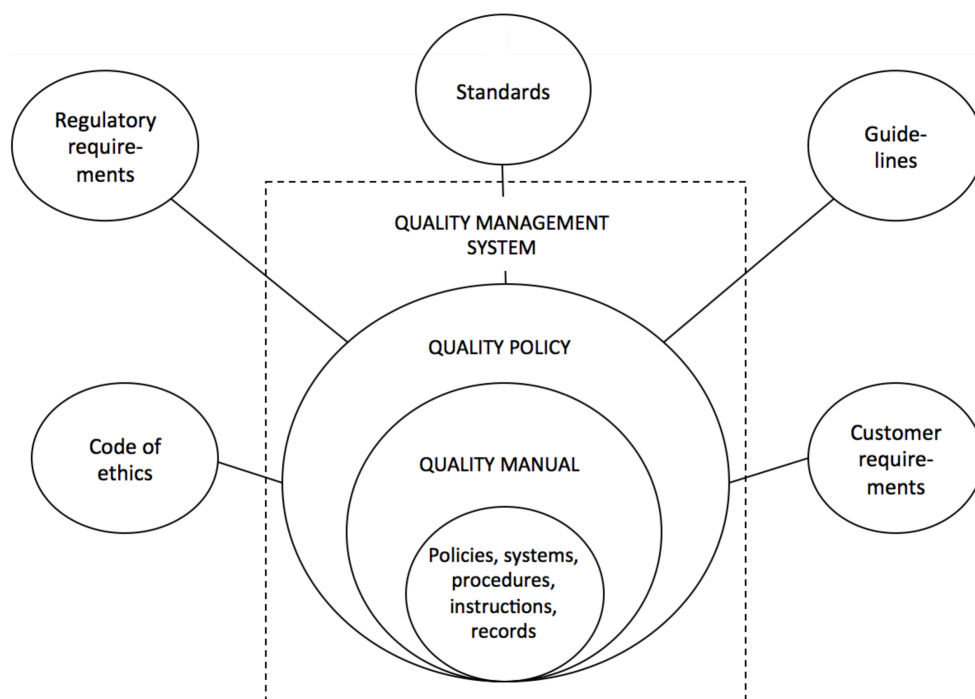 Standards
Regulatory
require-
ments
Guide-
lines
QUALITY MANAGEMENT
SYSTEM
QUALITY POLICY
Code of
ethics
QUALITY MANUAL
Customer
require-
ments
Policies, systems,
procedures,
instructions,
records